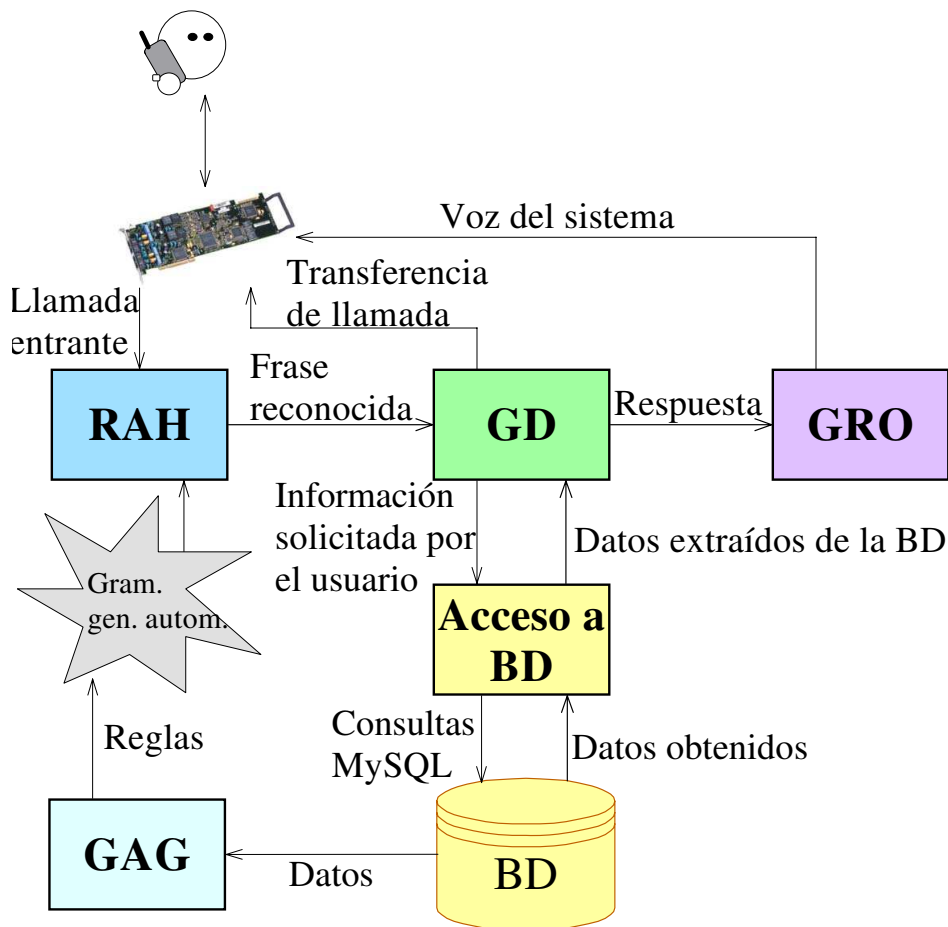 Voz del sistema
Transferencia
de llamada
Llamada
entrante
Frase
reconocida
RAH
GD
Respuesta
GRO
Información
solicitada por
el usuario
Datos extraídos de la BD
Gram.
gen. autom.
Acceso a
BD
Reglas
Consultas
MySQL
Datos obtenidos
GAG
Datos
BD